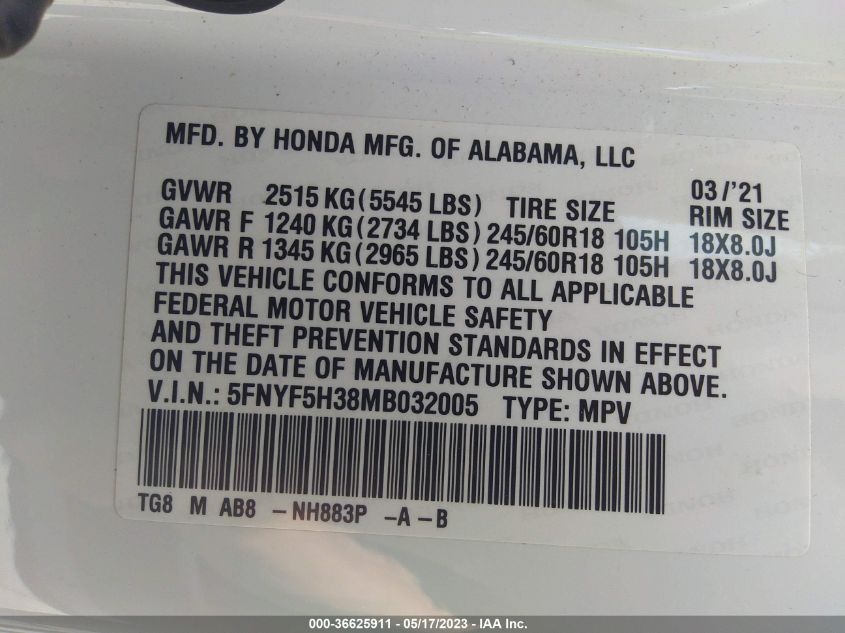 MFD. BY HONDA MFG. OF ALABAMA, LLC
03/'21
GVWR 2515 KG(5545 LBS) TIRE SIZE RIM SIZE
GAWR F 1240 KG(2734 LBS) 245/60R18 105H 18X8.0J
GAWR R 1345 KG(2965 LBS) 245/60R18 105H 18X8.0J
THIS VEHICLE CONFORMS TO ALL APPLICABLE
FEDERAL MOTOR VEHICLE SAFETY
AND THEFT PREVENTION STANDARDS IN EFFECT
ON THE DATE OF MANUFACTURE SHOWN ABOVE.
V.I.N.: 5FNYF5H38MB032005 TYPE: MPV
TG8 M AB8 -NH883P -A-B
000-36625911 - 05/17/2023 - IAA Inc.